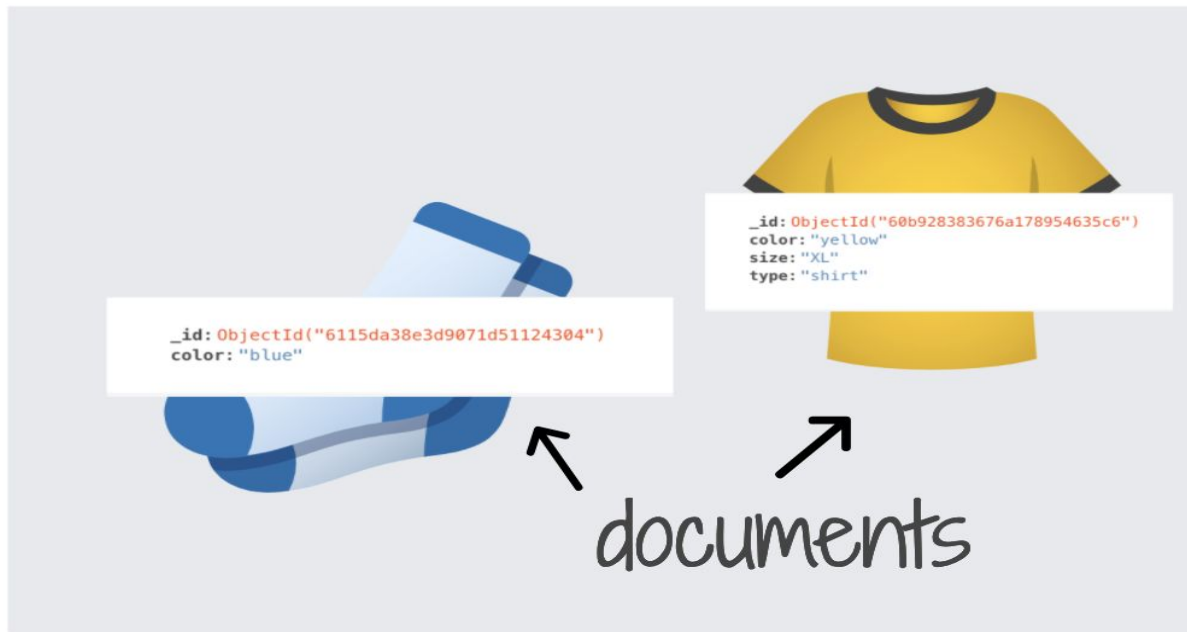 _id: ObjectId("60b928383676a178954635c6")
color: "yellow"
size: "XL"
type: "shirt"
_id: ObjectId("6115da38e3d9071d51124304")
color: "blue"
documents